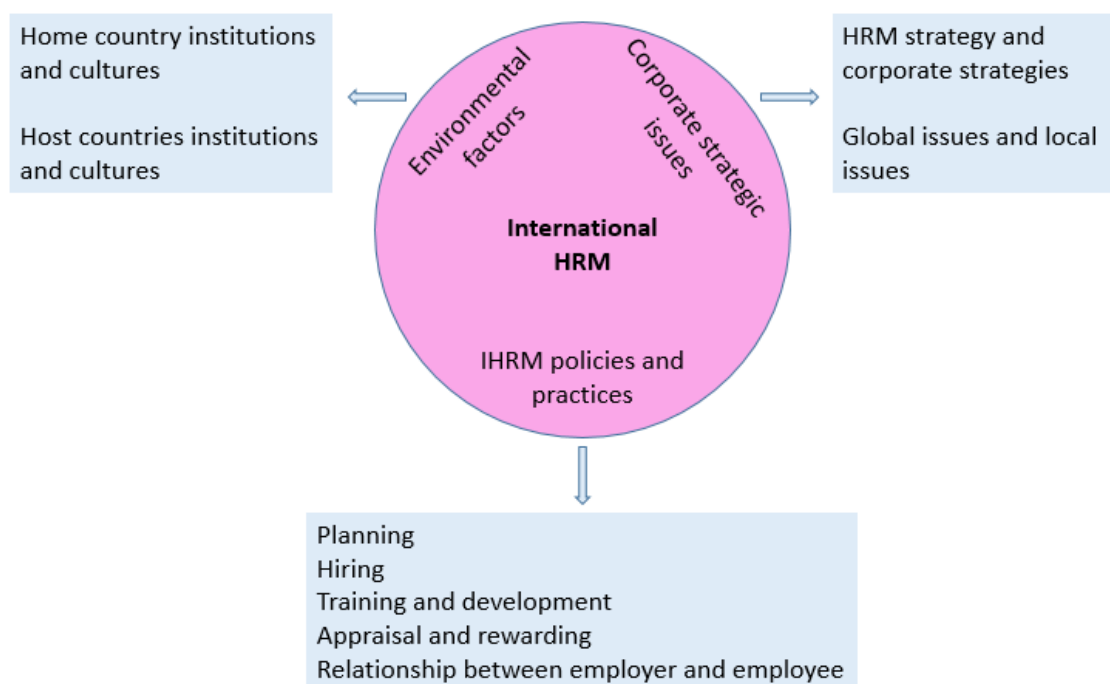 Home country institutions
and cultures
Host countries institutions
and cultures
Environmental
factors
Corporate strategic
issues
HRM strategy and
corporate strategies
Global issues and local
issues
International
HRM
IHRM policies and
practices
Planning
Hiring
Training and development
Appraisal and rewarding
Relationship between employer and employee